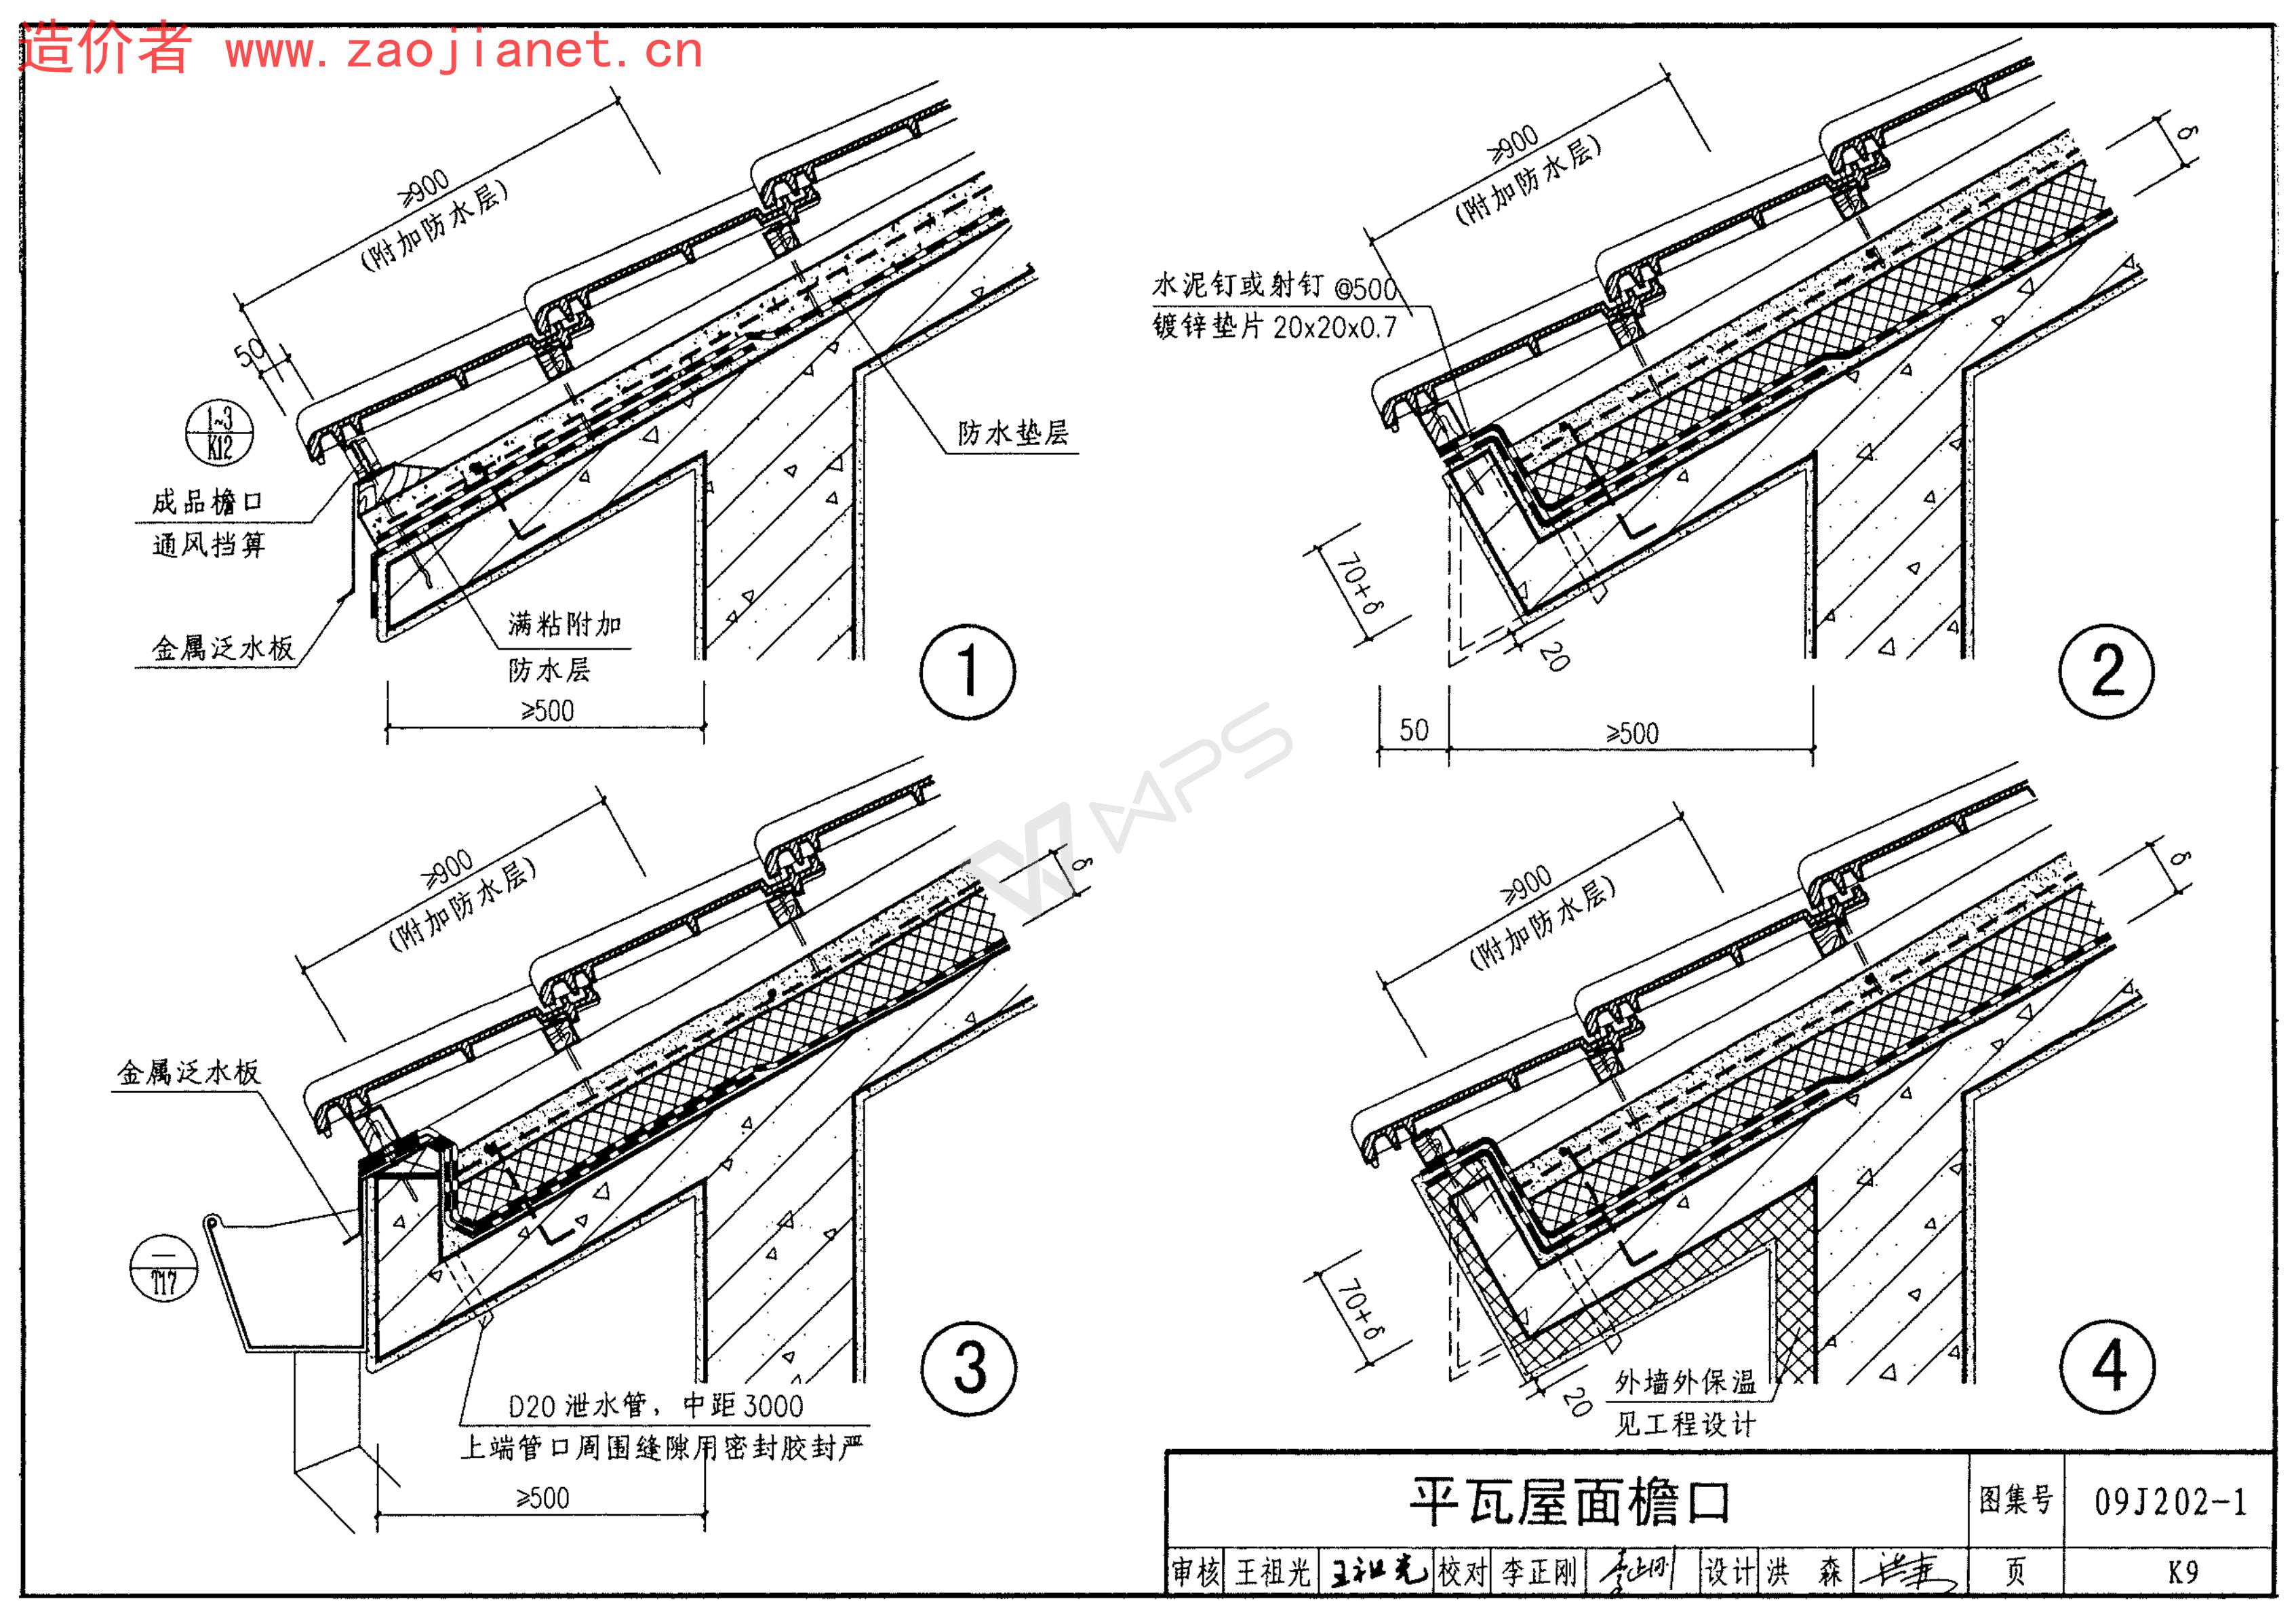 造价者 www.zaojianet.cn
≥900
(附加防水层)
50
1~3
K12
成品檐口
通风挡箅
金属泛水板
防水垫层
满粘附加
防水层
≥500
1
≥900
(附加防水层)
δ
水泥钉或射钉 @500
镀锌垫片 20x20x0.7
70+δ
20
50
≥500
2
WPS
≥900
(附加防水层)
δ
金属泛水板
—
T17
D20 泄水管，中距 3000
上端管口周围缝隙用密封胶封严
≥500
3
≥900
(附加防水层)
δ
70+δ
20
外墙外保温
见工程设计
4
平瓦屋面檐口
图集号
09J202-1
审核 王祖光 王祖光 校对 李正刚 李正刚 设计 洪 森 洪森 页 K9